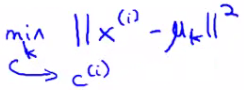 min k ||x^(i) - μ_k||^2
c^(i)